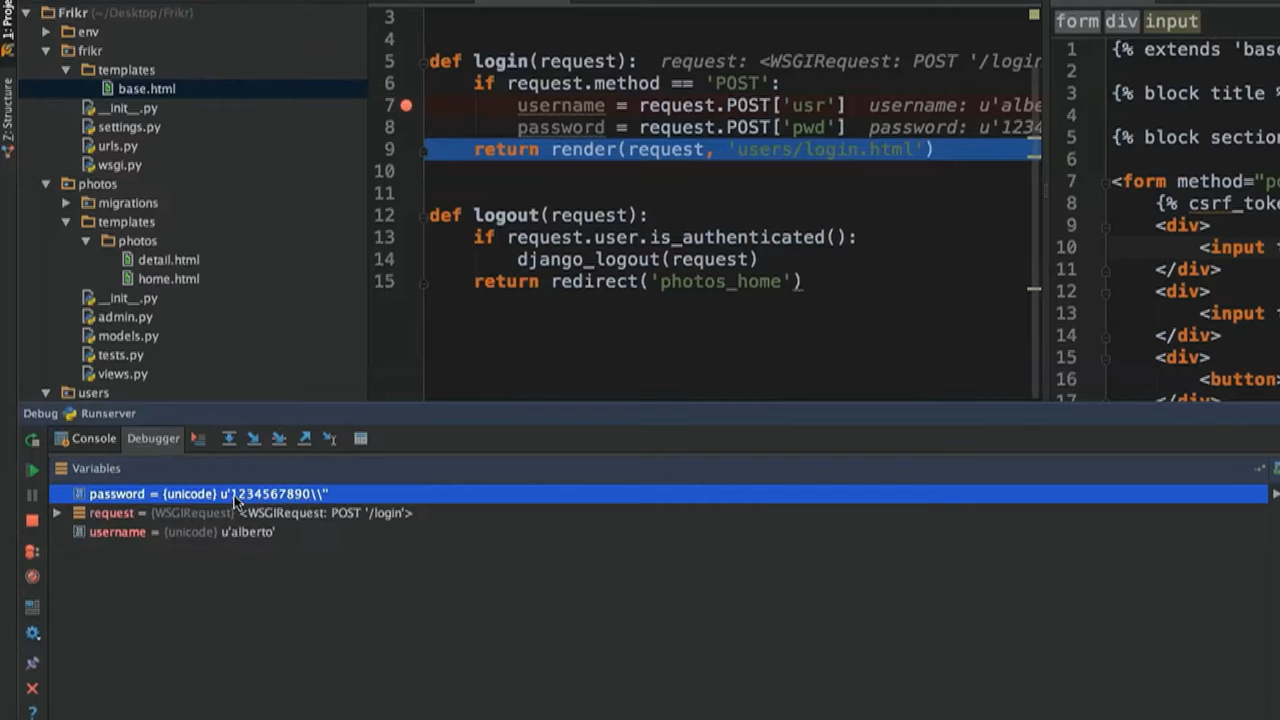 1: Proje
Frikr (~/Desktop/Frikr)
env
frikr
templates
base.html
__init__.py
settings.py
urls.py
wsgi.py
photos
migrations
templates
photos
detail.html
home.html
__init__.py
admin.py
models.py
tests.py
views.py
users
Z: Structure
3
4
5 def login(request): request: <WSGIRequest: POST '/login
6 if request.method == 'POST':
7 username = request.POST['usr'] username: u'albe
8 password = request.POST['pwd'] password: u'1234
9 return render(request, 'users/login.html')
10
11
12 def logout(request):
13 if request.user.is_authenticated():
14 django_logout(request)
15 return redirect('photos_home')
form div input
1 {% extends 'base
2
3 {% block title %
4
5 {% block section
6
7 <form method="po
8 {% csrf_toke
9 <div>
10 <input
11 </div>
12 <div>
13 <input
14 </div>
15 <div>
16 <button>
17 </div>
Debug Runserver
Console Debugger
Variables
password = {unicode} u'1234567890\\''
request = {WSGIRequest} <WSGIRequest: POST '/login'>
username = {unicode} u'alberto'